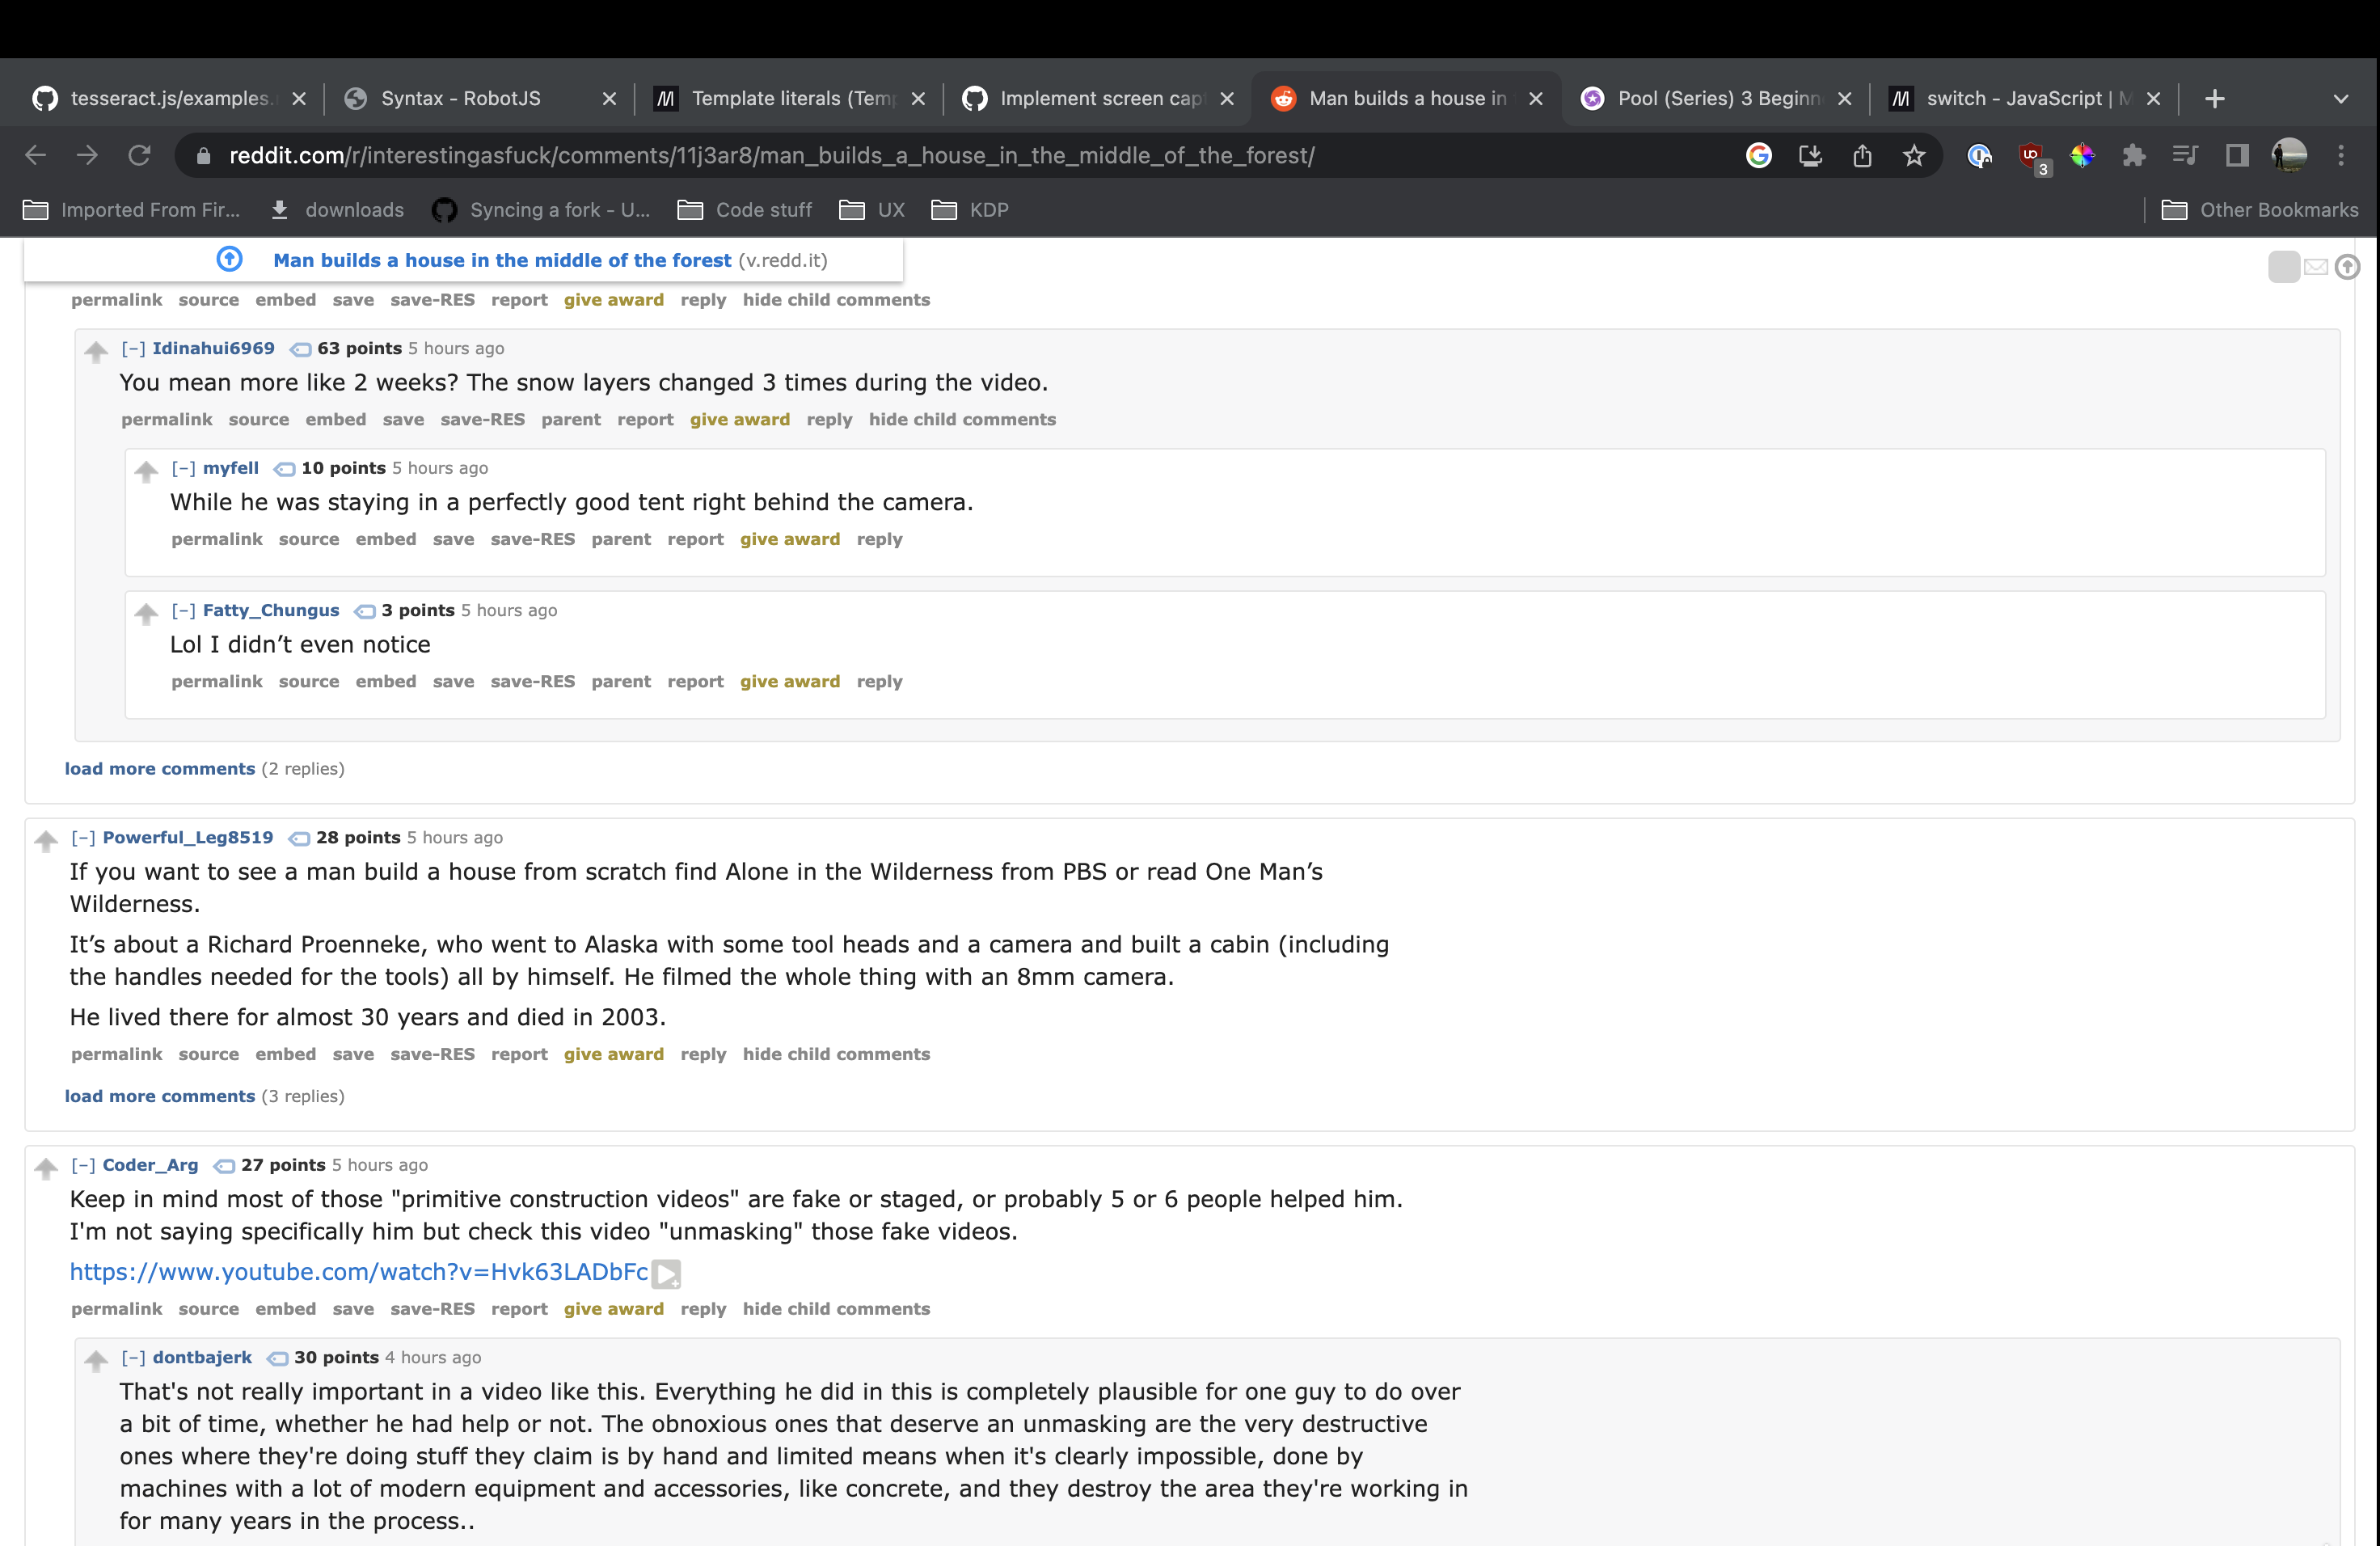 tesseract.js/examples.
Syntax - RobotJS
Template literals (Temp
Implement screen cap
Man builds a house in
Pool (Series) 3 Beginn
switch - JavaScript | M
reddit.com/r/interestingasfuck/comments/11j3ar8/man_builds_a_house_in_the_middle_of_the_forest/
3
Imported From Fir...
downloads
Syncing a fork - U...
Code stuff
UX
KDP
Other Bookmarks
Man builds a house in the middle of the forest (v.redd.it)
permalink source embed save save-RES report give award reply hide child comments
[-] Idinahui6969 63 points 5 hours ago
You mean more like 2 weeks? The snow layers changed 3 times during the video.
permalink source embed save save-RES parent report give award reply hide child comments
[-] myfell 10 points 5 hours ago
While he was staying in a perfectly good tent right behind the camera.
permalink source embed save save-RES parent report give award reply
[-] Fatty_Chungus 3 points 5 hours ago
Lol I didn’t even notice
permalink source embed save save-RES parent report give award reply
load more comments (2 replies)
[-] Powerful_Leg8519 28 points 5 hours ago
If you want to see a man build a house from scratch find Alone in the Wilderness from PBS or read One Man’s
Wilderness.
It’s about a Richard Proenneke, who went to Alaska with some tool heads and a camera and built a cabin (including
the handles needed for the tools) all by himself. He filmed the whole thing with an 8mm camera.
He lived there for almost 30 years and died in 2003.
permalink source embed save save-RES report give award reply hide child comments
load more comments (3 replies)
[-] Coder_Arg 27 points 5 hours ago
Keep in mind most of those "primitive construction videos" are fake or staged, or probably 5 or 6 people helped him.
I'm not saying specifically him but check this video "unmasking" those fake videos.
https://www.youtube.com/watch?v=Hvk63LADbFc
permalink source embed save save-RES report give award reply hide child comments
[-] dontbajerk 30 points 4 hours ago
That's not really important in a video like this. Everything he did in this is completely plausible for one guy to do over
a bit of time, whether he had help or not. The obnoxious ones that deserve an unmasking are the very destructive
ones where they're doing stuff they claim is by hand and limited means when it's clearly impossible, done by
machines with a lot of modern equipment and accessories, like concrete, and they destroy the area they're working in
for many years in the process..